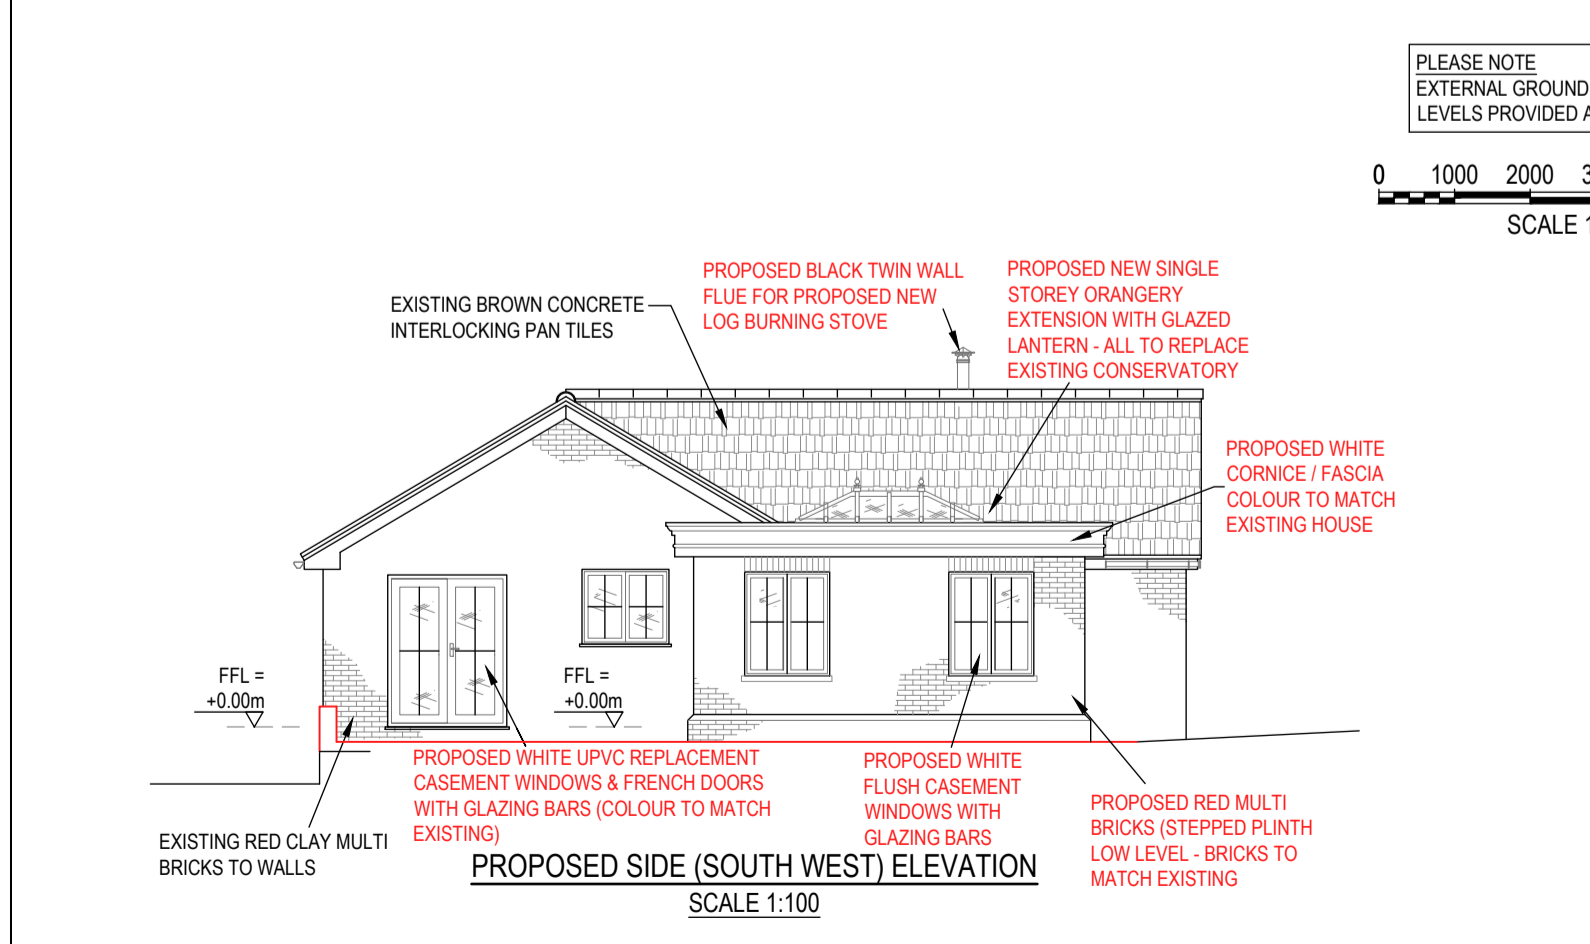 PLEASE NOTE
EXTERNAL GROUND
LEVELS PROVIDED A
0 1000 2000 3
SCALE 1
PROPOSED BLACK TWIN WALL
FLUE FOR PROPOSED NEW
LOG BURNING STOVE
PROPOSED NEW SINGLE
STOREY ORANGERY
EXTENSION WITH GLAZED
LANTERN - ALL TO REPLACE
EXISTING CONSERVATORY
EXISTING BROWN CONCRETE
INTERLOCKING PAN TILES
PROPOSED WHITE
CORNICE / FASCIA
COLOUR TO MATCH
EXISTING HOUSE
FFL =
+0.00m
FFL =
+0.00m
PROPOSED WHITE UPVC REPLACEMENT
CASEMENT WINDOWS & FRENCH DOORS
WITH GLAZING BARS (COLOUR TO MATCH
EXISTING)
PROPOSED WHITE
FLUSH CASEMENT
WINDOWS WITH
GLAZING BARS
PROPOSED RED MULTI
BRICKS (STEPPED PLINTH
LOW LEVEL - BRICKS TO
MATCH EXISTING
EXISTING RED CLAY MULTI
BRICKS TO WALLS
PROPOSED SIDE (SOUTH WEST) ELEVATION
SCALE 1:100